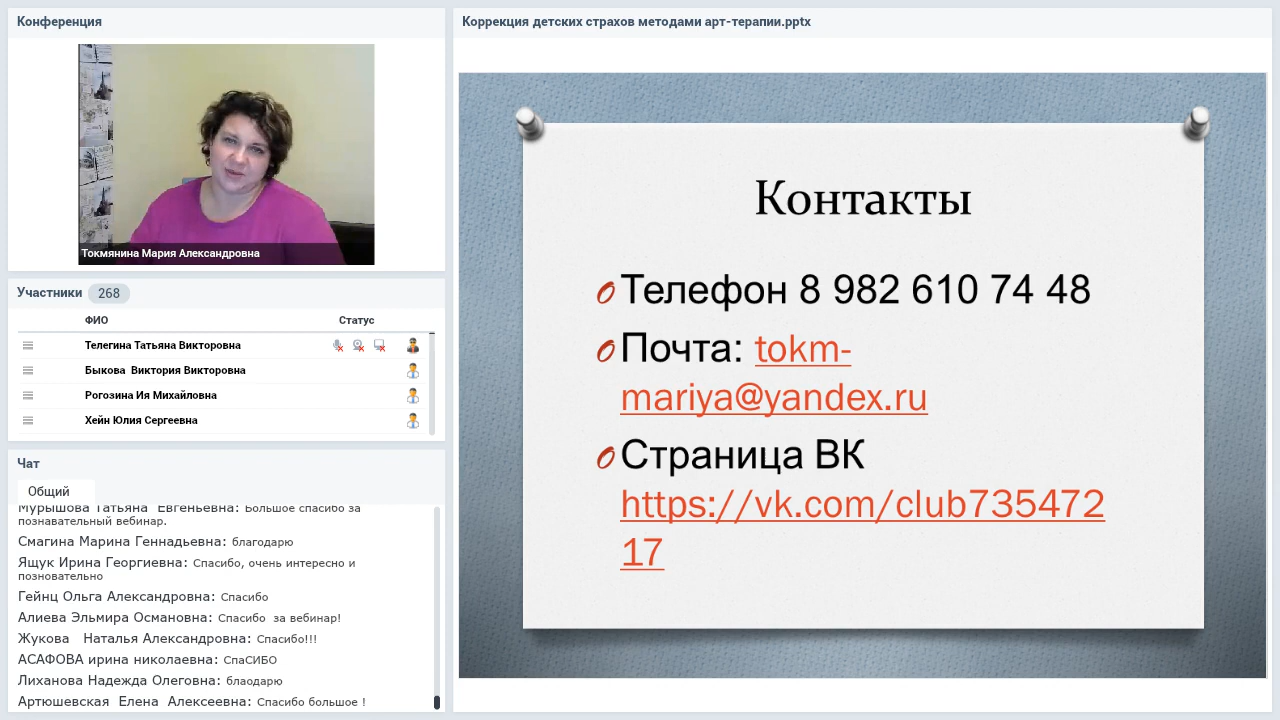 Конференция
Токмянина Мария Александровна
Участники 268
ФИО Статус
Телегина Татьяна Викторовна
Быкова Виктория Викторовна
Рогозина Ия Михайловна
Хейн Юлия Сергеевна
Чат
Общий
Мурышова Татьяна Евгеньевна: Большое спасибо за
познавательный вебинар.
Смагина Марина Геннадьевна: благодарю
Ящук Ирина Георгиевна: Спасибо, очень интересно и
позновательно
Гейнц Ольга Александровна: Спасибо
Алиева Эльмира Османовна: Спасибо за вебинар!
Жукова Наталья Александровна: Спасибо!!!
АСАФОВА ирина николаевна: СпаСИБО
Лиханова Надежда Олеговна: блаодарю
Артюшевская Елена Алексеевна: Спасибо большое !
Коррекция детских страхов методами арт-терапии.pptx
Контакты
Телефон 8 982 610 74 48
Почта: tokm-
mariya@yandex.ru
Страница ВК
https://vk.com/club735472
17